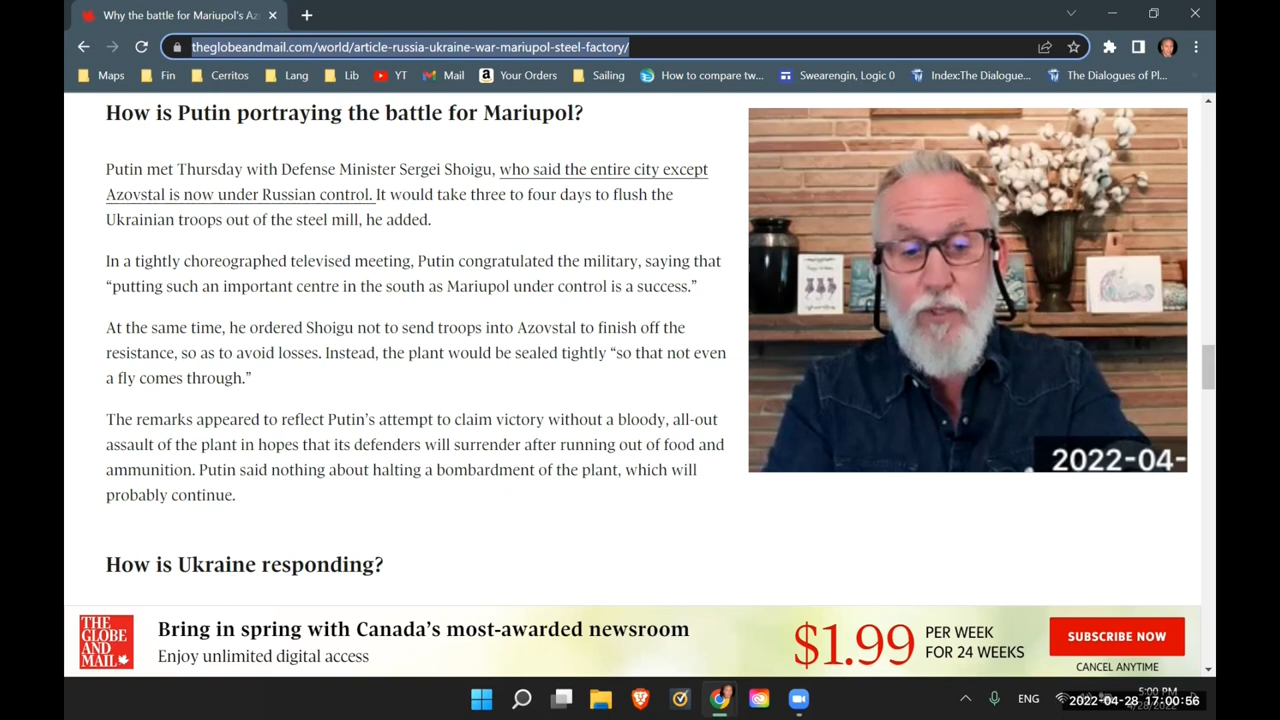 Why the battle for Mariupol's Az
theglobeandmail.com/world/article-russia-ukraine-war-mariupol-steel-factory/
Maps Fin Cerritos Lang Lib YT Mail Your Orders Sailing How to compare tw... Swearengin, Logic 0 Index:The Dialogue... The Dialogues of Pl...
How is Putin portraying the battle for Mariupol?
Putin met Thursday with Defense Minister Sergei Shoigu, who said the entire city except
Azovstal is now under Russian control. It would take three to four days to flush the
Ukrainian troops out of the steel mill, he added.
In a tightly choreographed televised meeting, Putin congratulated the military, saying that
“putting such an important centre in the south as Mariupol under control is a success.”
At the same time, he ordered Shoigu not to send troops into Azovstal to finish off the
resistance, so as to avoid losses. Instead, the plant would be sealed tightly “so that not even
a fly comes through.”
The remarks appeared to reflect Putin’s attempt to claim victory without a bloody, all-out
assault of the plant in hopes that its defenders will surrender after running out of food and
ammunition. Putin said nothing about halting a bombardment of the plant, which will
probably continue.
2022-04-
How is Ukraine responding?
THE
GLOBE
AND
MAIL
Bring in spring with Canada’s most-awarded newsroom
Enjoy unlimited digital access
$1.99
PER WEEK
FOR 24 WEEKS
SUBSCRIBE NOW
CANCEL ANYTIME
ENG
5:00 PM
2022-04-28 17:00:56